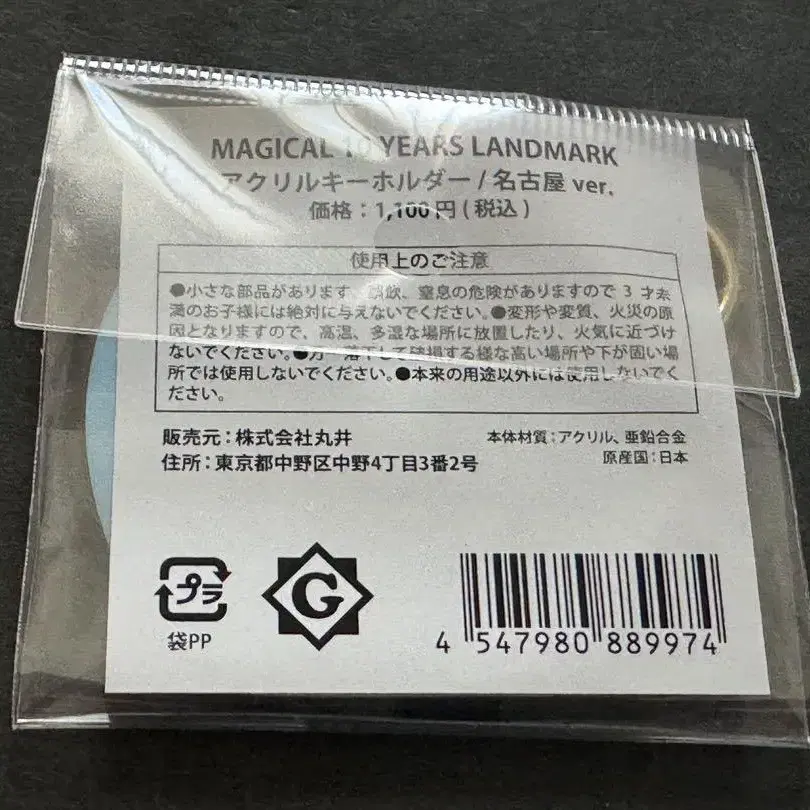 MAGICAL 10 YEARS LANDMARK
アクリルキーホルダー / 名古屋 ver.
価格：1,100円 ( 税込 )
使用上のご注意
●小さな部品があります。誤飲、窒息の危険がありますので 3 才未
満のお子様には絶対に与えないでください。●変形や変質、火災の原
因となりますので、高温、多湿な場所に放置したり、火気に近づけ
ないでください。●万一落下して破損する様な高い場所や下が固い場
所では使用しないでください。●本来の用途以外には使用しないでく
ださい。
販売元：株式会社丸井
住所：東京都中野区中野4丁目3番2号
本体材質：アクリル、亜鉛合金
原産国：日本
プラ
袋PP
G
4 547980 889974